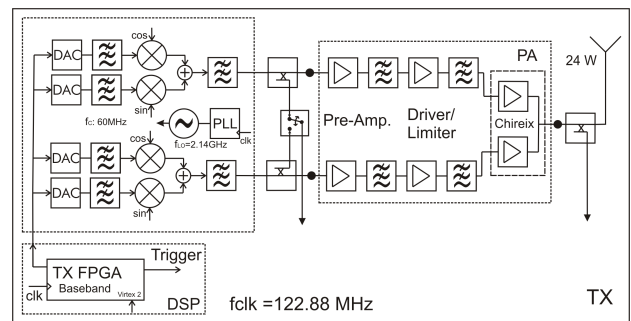 cos
DAC
DAC
sin
fC: 60MHz
fLO=2.14GHz
PLL
clk
cos
DAC
DAC
sin
Pre-Amp.
Driver/
Limiter
PA
Chireix
24 W
TX FPGA
Baseband
Virtex 2
clk
Trigger
DSP
fclk =122.88 MHz
TX